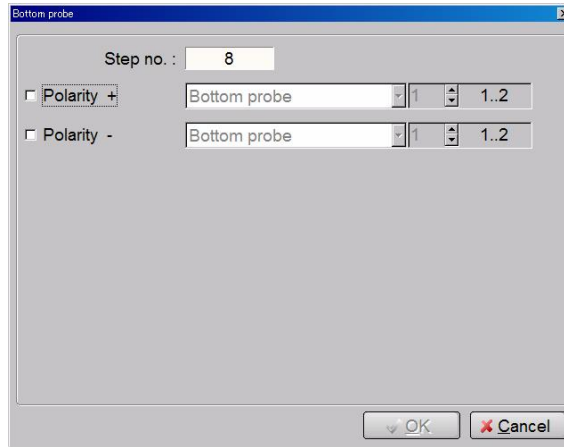 Bottom probe
Step no. : 8
Polarity + Bottom probe 1 1..2
Polarity - Bottom probe 1 1..2
OK Cancel